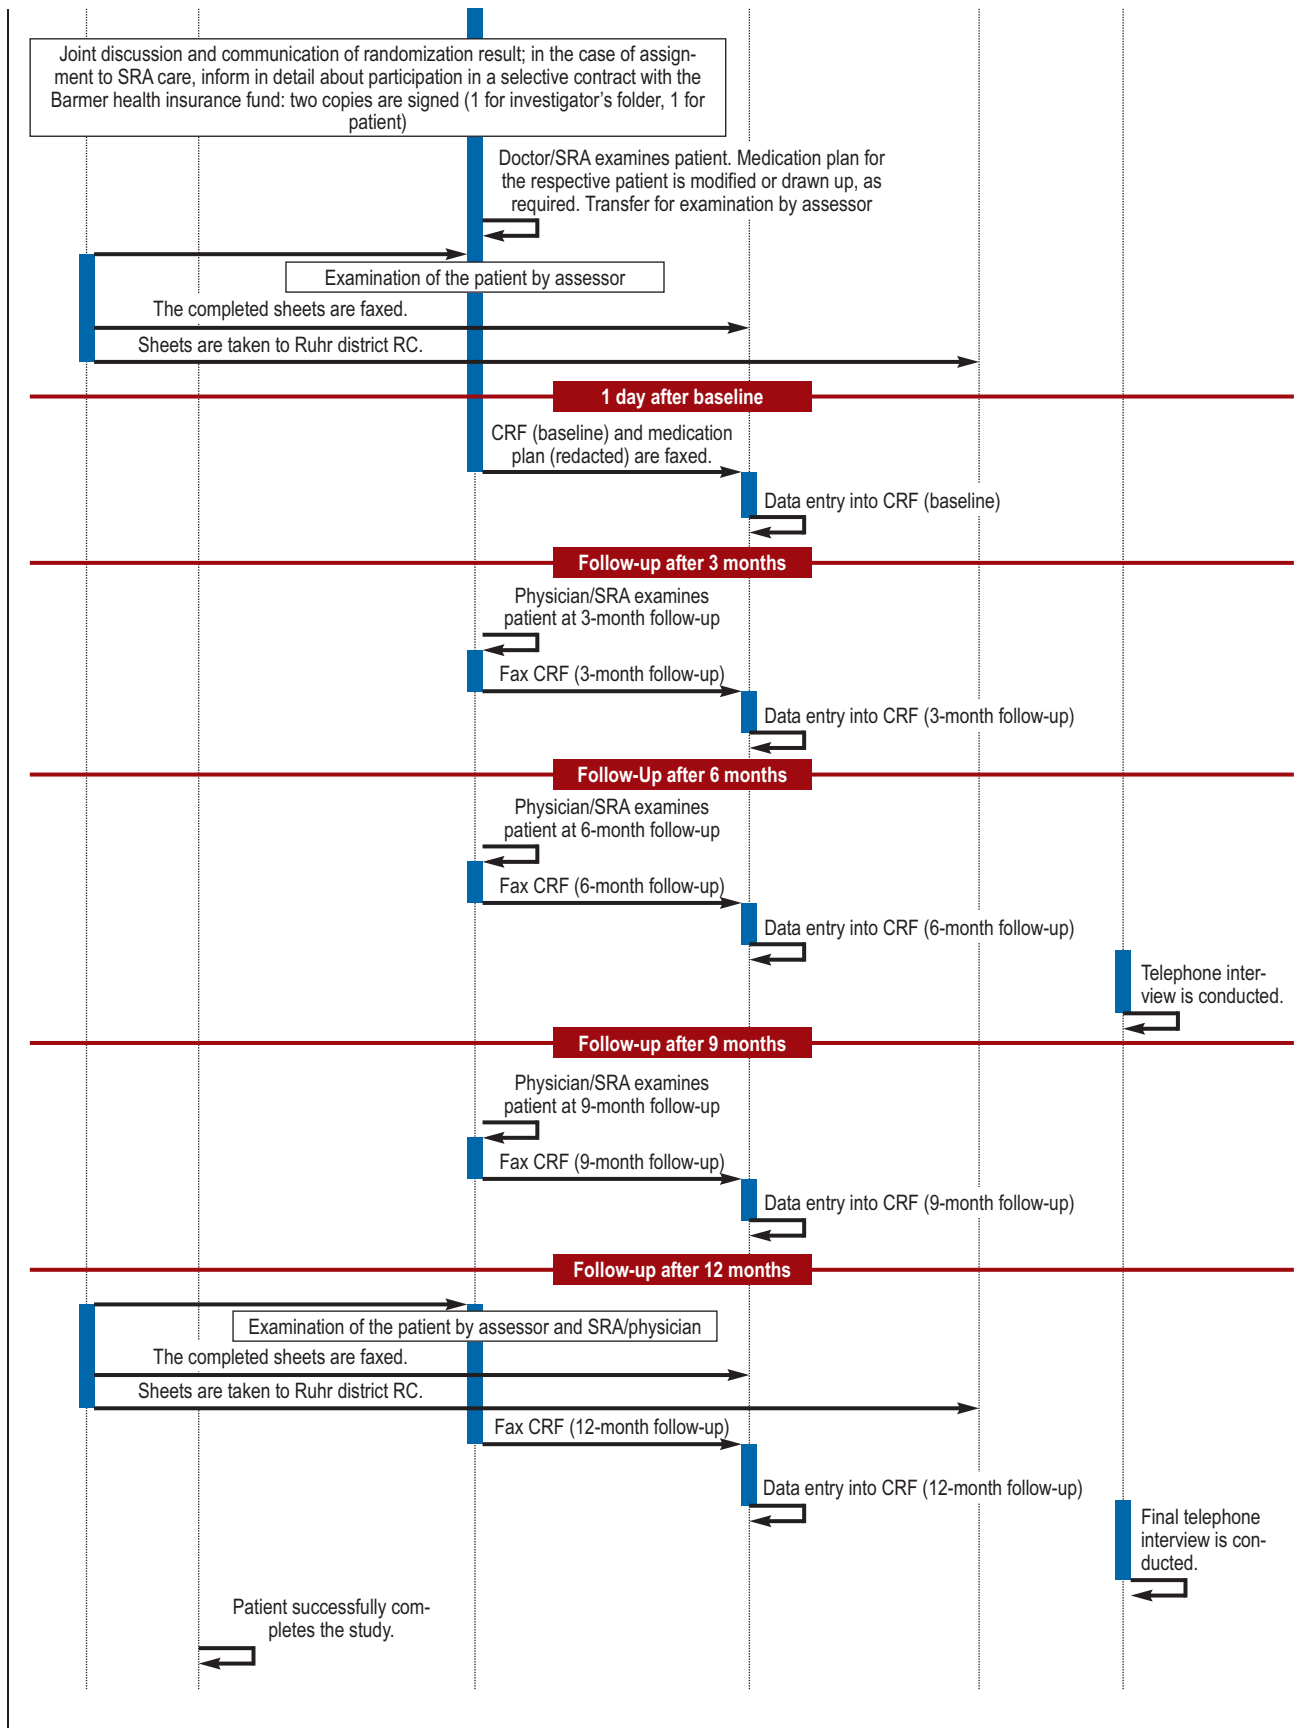 Joint discussion and communication of randomization result; in the case of assign-
ment to SRA care, inform in detail about participation in a selective contract with the
Barmer health insurance fund: two copies are signed (1 for investigator's folder, 1 for
patient)
Doctor/SRA examines patient. Medication plan for
the respective patient is modified or drawn up, as
required. Transfer for examination by assessor
Examination of the patient by assessor
The completed sheets are faxed.
Sheets are taken to Ruhr district RC.
1 day after baseline
CRF (baseline) and medication
plan (redacted) are faxed.
Data entry into CRF (baseline)
Follow-up after 3 months
Physician/SRA examines
patient at 3-month follow-up
Fax CRF (3-month follow-up)
Data entry into CRF (3-month follow-up)
Follow-Up after 6 months
Physician/SRA examines
patient at 6-month follow-up
Fax CRF (6-month follow-up)
Data entry into CRF (6-month follow-up)
Telephone inter-
view is conducted.
Follow-up after 9 months
Physician/SRA examines
patient at 9-month follow-up
Fax CRF (9-month follow-up)
Data entry into CRF (9-month follow-up)
Follow-up after 12 months
Examination of the patient by assessor and SRA/physician
The completed sheets are faxed.
Sheets are taken to Ruhr district RC.
Fax CRF (12-month follow-up)
Data entry into CRF (12-month follow-up)
Final telephone
interview is con-
ducted.
Patient successfully com-
pletes the study.